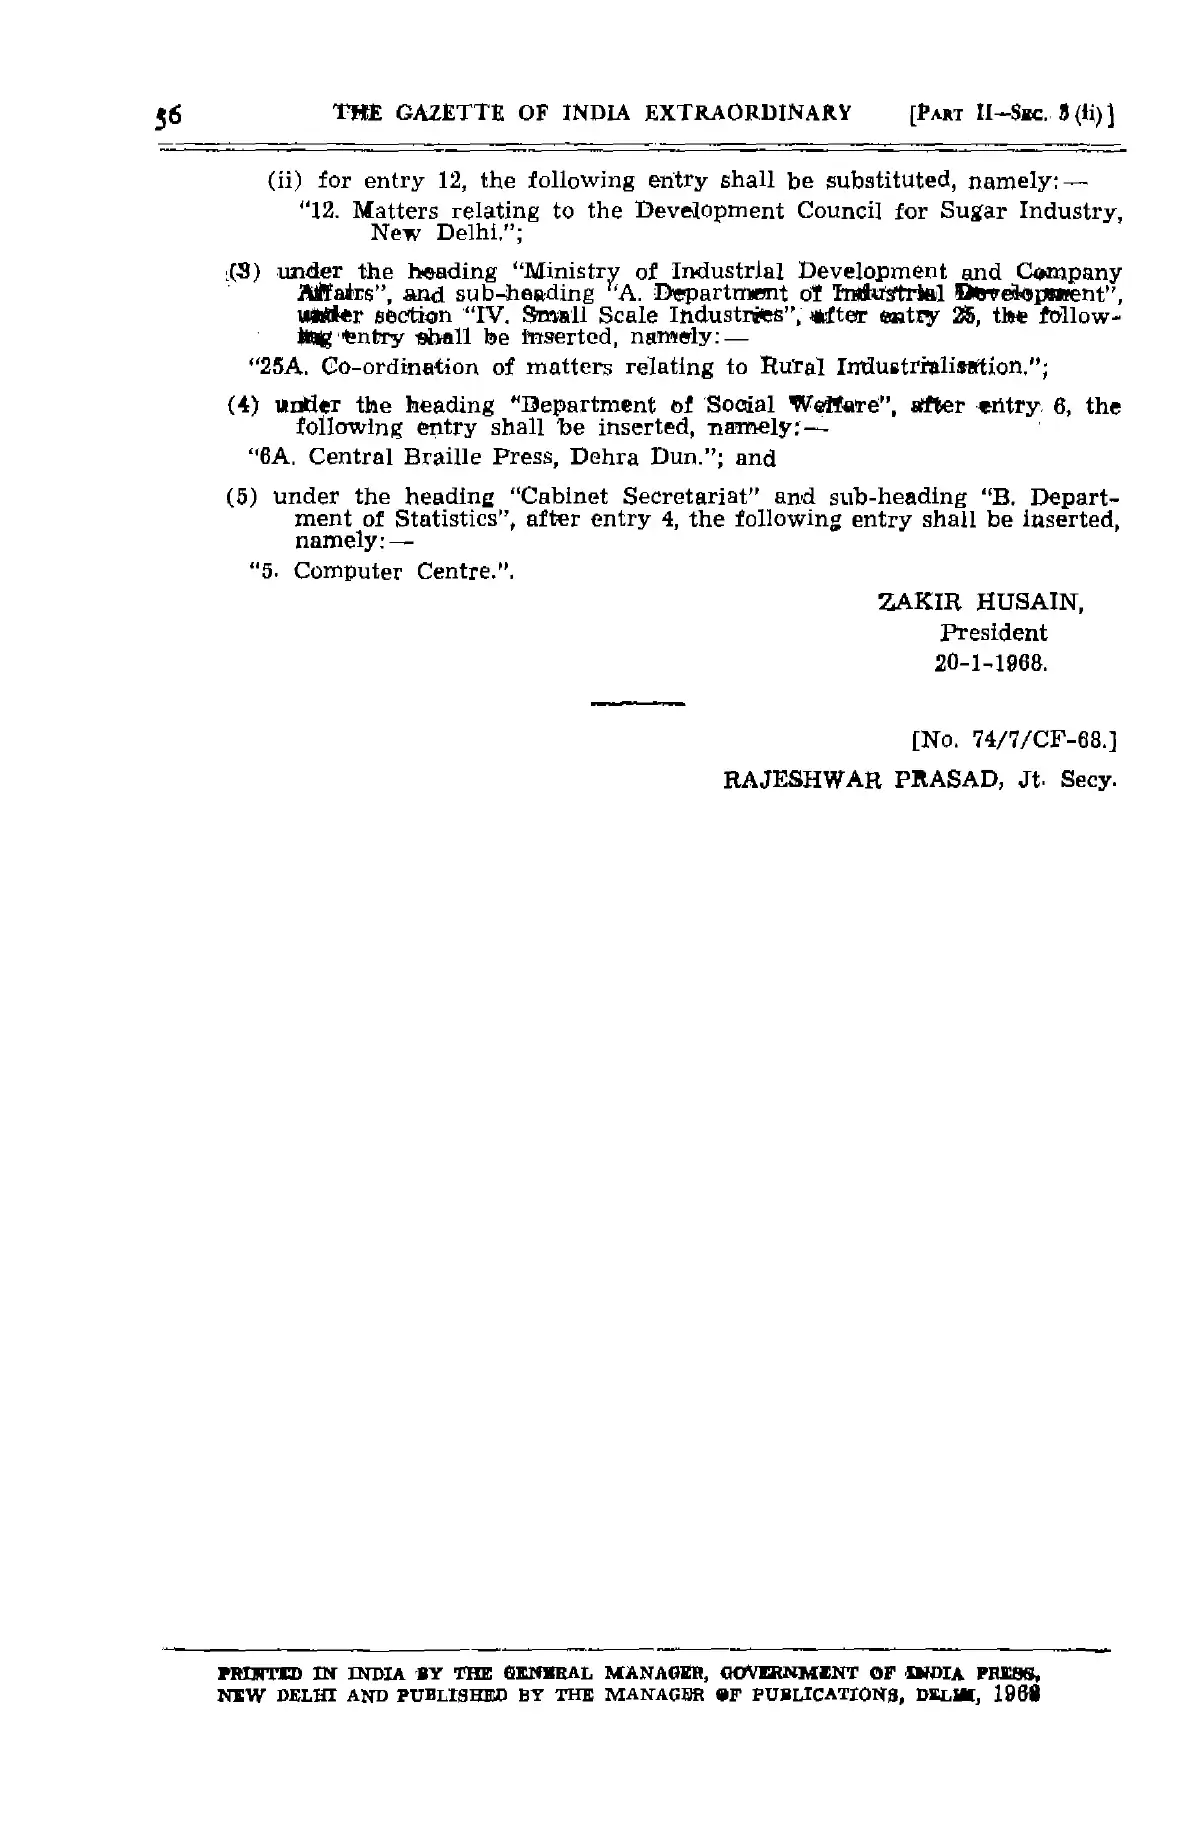 56 THE GAZETTE OF INDIA EXTRAORDINARY [PART II—SEC. 3(ii)]
(ii) for entry 12, the following entry shall be substituted, namely:—
"12. Matters relating to the Development Council for Sugar Industry,
New Delhi.";
(3) under the heading "Ministry of Industrial Development and Company
Affairs", and sub-heading "A. Department of Industrial Development",
under section "IV. Small Scale Industries", after entry 25, the follow-
ing entry shall be inserted, namely:—
"25A. Co-ordination of matters relating to Rural Industrialisation.";
(4) under the heading "Department of Social Welfare", after entry 6, the
following entry shall be inserted, namely:—
"6A. Central Braille Press, Dehra Dun."; and
(5) under the heading "Cabinet Secretariat" and sub-heading "B. Depart-
ment of Statistics", after entry 4, the following entry shall be inserted,
namely:—
"5. Computer Centre.".
ZAKIR HUSAIN,
President
20-1-1968.
[No. 74/7/CF-68.]
RAJESHWAR PRASAD, Jt. Secy.
PRINTED IN INDIA BY THE GENERAL MANAGER, GOVERNMENT OF INDIA PRESS,
NEW DELHI AND PUBLISHED BY THE MANAGER OF PUBLICATIONS, DELHI, 1968